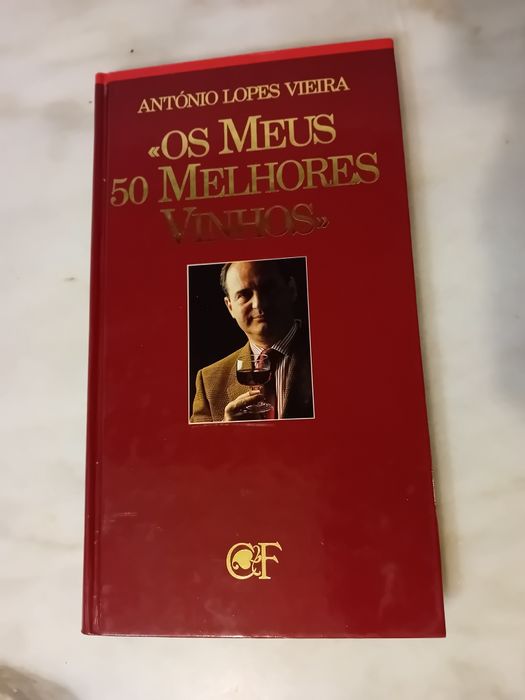 ANTÓNIO LOPES VIEIRA
«OS MEUS
50 MELHORES
VINHOS»
C&F